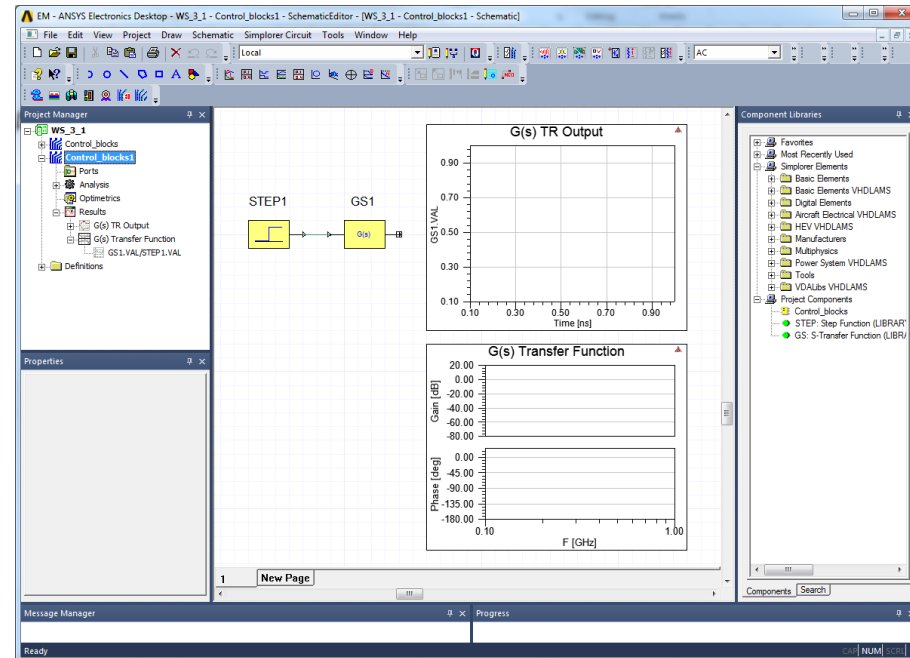 EM - ANSYS Electronics Desktop - WS_3_1 - Control_blocks1 - SchematicEditor - [WS_3_1 - Control_blocks1 - Schematic]
File Edit View Project Draw Schematic Simplorer Circuit Tools Window Help
Local
AC
Project Manager
WS_3_1
Control_blocks
Control_blocks1
Ports
Analysis
Optimetrics
Results
G(s) TR Output
G(s) Transfer Function
GS1.VAL/STEP1.VAL
Definitions
Properties
STEP1
GS1
G(s)
G(s) TR Output
GS1.VAL
0.90
0.70
0.50
0.30
0.10
0.10 0.30 0.50 0.70 0.90
Time [ns]
G(s) Transfer Function
Gain [dB]
20.00
0.00
-20.00
-40.00
-60.00
-80.00
Phase [deg]
0.00
-45.00
-90.00
-135.00
-180.00
0.10 1.00
F [GHz]
1 New Page
Component Libraries
Favorites
Most Recently Used
Simplorer Elements
Basic Elements
Basic Elements VHDLAMS
Digital Elements
Aircraft Electrical VHDLAMS
HEV VHDLAMS
Manufacturers
Multiphysics
Power System VHDLAMS
Tools
VDALibs VHDLAMS
Project Components
Control_blocks
STEP: Step Function (LIBRAR
GS: S-Transfer Function (LIBR
Components Search
Message Manager
Progress
Ready
CAP NUM SCRL